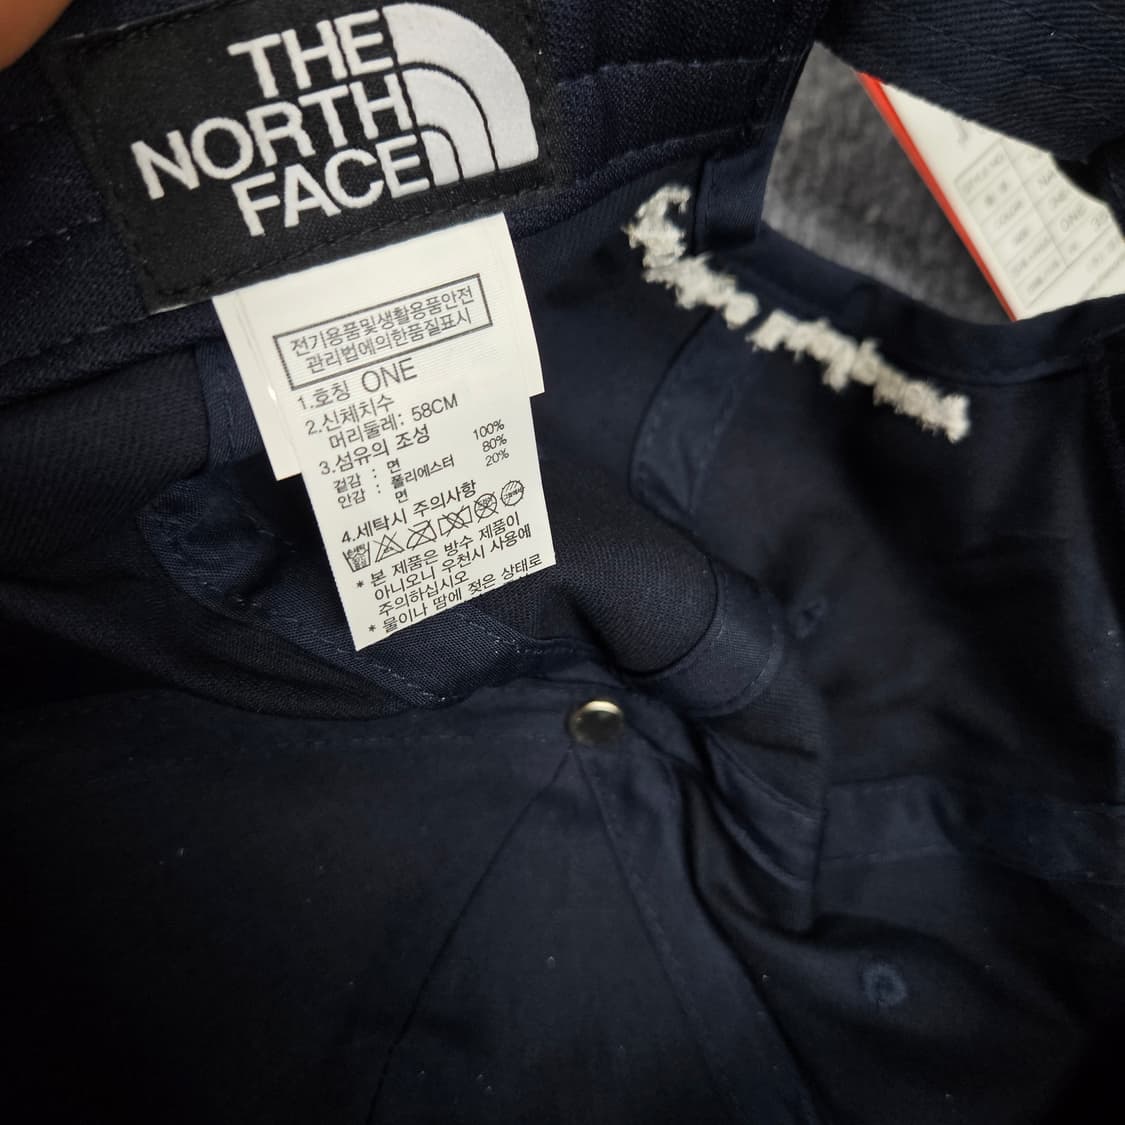 THE
NORTH
FACE
전기용품및생활용품안전
관리법에의한품질표시
1.호칭 ONE
2.신체치수
머리둘레: 58CM
3.섬유의 조성
겉감 : 면 100%
안감 : 폴리에스터 80%
면 20%
4.세탁시 주의사항
* 본 제품은 방수 제품이
아니오니 우천시 사용에
주의하십시오
* 물이나 땀에 젖은 상태로
STYLE NO
COLOR
ONE